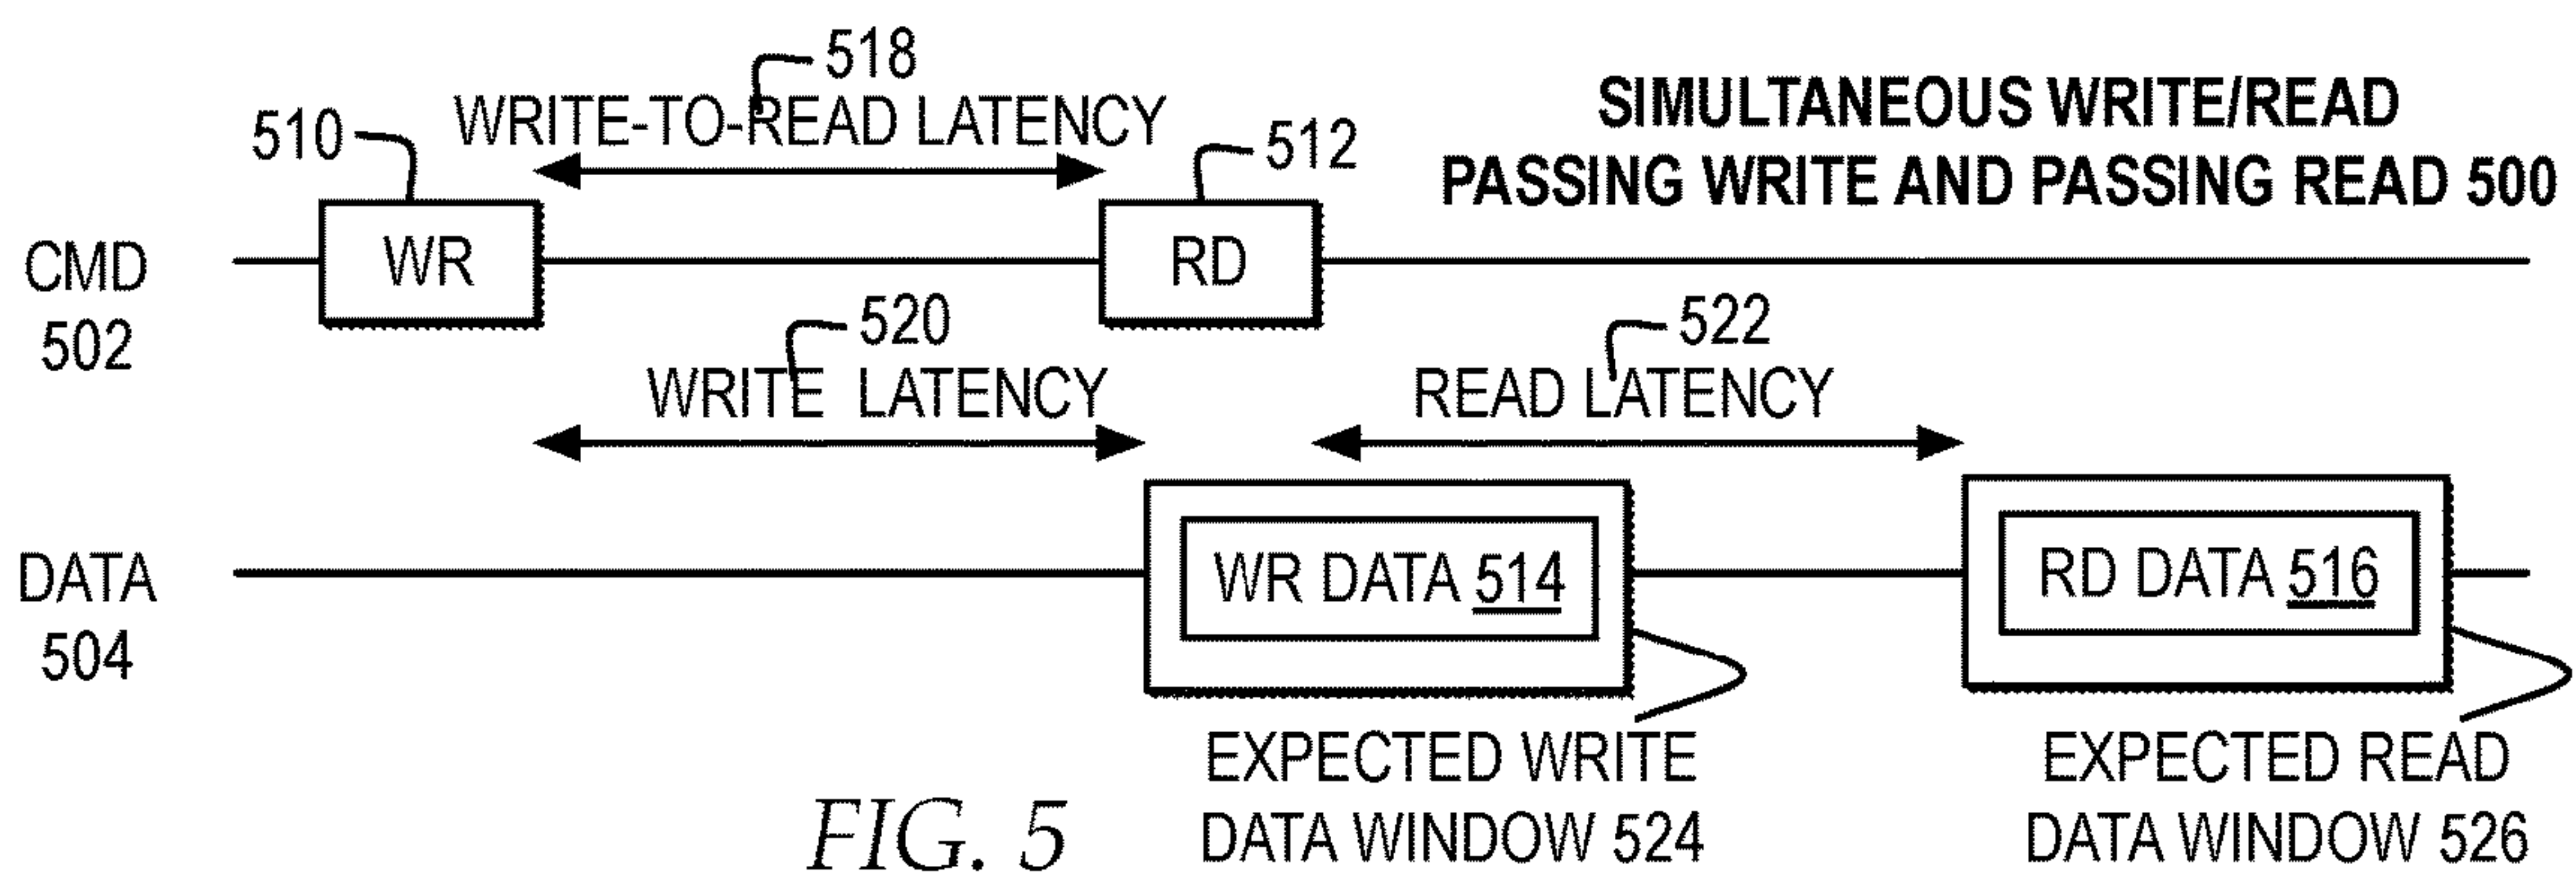 518
WRITE-TO-READ LATENCY
SIMULTANEOUS WRITE/READ
PASSING WRITE AND PASSING READ 500
510
512
CMD
502
WR
RD
520
522
WRITE LATENCY
READ LATENCY
DATA
504
WR DATA 514
RD DATA 516
EXPECTED WRITE
DATA WINDOW 524
EXPECTED READ
DATA WINDOW 526
FIG. 5